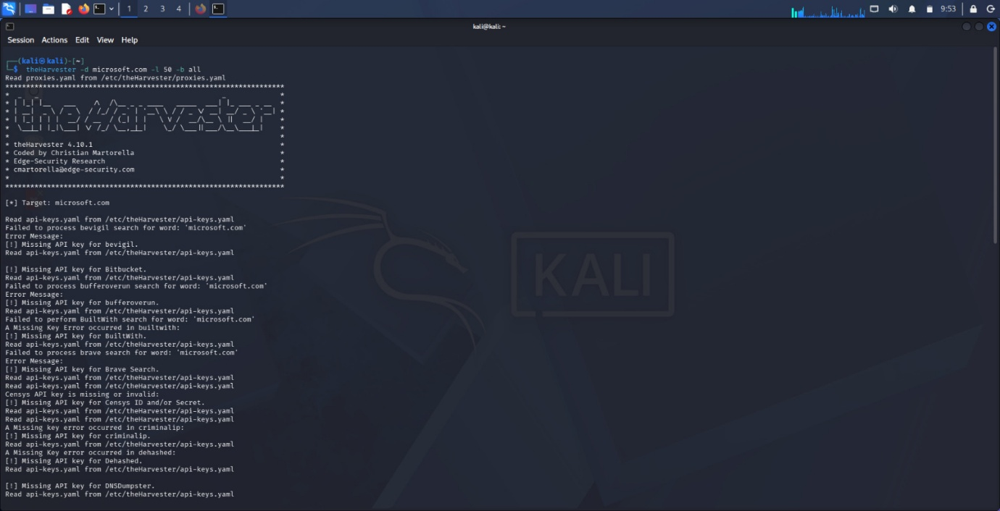 1 2 3 4 9:53
kali@kali: ~
Session Actions Edit View Help
┌──(kali㉿kali)-[~]
└─$ theHarvester -d microsoft.com -l 50 -b all
Read proxies.yaml from /etc/theHarvester/proxies.yaml
*******************************************************************
theHarvester
* theHarvester 4.10.1 *
* Coded by Christian Martorella *
* Edge-Security Research *
* cmartorella@edge-security.com *
* *
*******************************************************************
[*] Target: microsoft.com
Read api-keys.yaml from /etc/theHarvester/api-keys.yaml
Failed to process bevigil search for word: 'microsoft.com'
Error Message:
[!] Missing API key for bevigil.
Read api-keys.yaml from /etc/theHarvester/api-keys.yaml
[!] Missing API key for Bitbucket.
Read api-keys.yaml from /etc/theHarvester/api-keys.yaml
Failed to process bufferoverun search for word: 'microsoft.com'
Error Message:
[!] Missing API key for bufferoverun.
Read api-keys.yaml from /etc/theHarvester/api-keys.yaml
Failed to perform BuiltWith search for word: 'microsoft.com'
A Missing Key Error occurred in builtwith:
[!] Missing API key for BuiltWith.
Read api-keys.yaml from /etc/theHarvester/api-keys.yaml
Failed to process brave search for word: 'microsoft.com'
Error Message:
[!] Missing API key for Brave Search.
Read api-keys.yaml from /etc/theHarvester/api-keys.yaml
Read api-keys.yaml from /etc/theHarvester/api-keys.yaml
Censys API key is missing or invalid:
[!] Missing API key for Censys ID and/or Secret.
Read api-keys.yaml from /etc/theHarvester/api-keys.yaml
Read api-keys.yaml from /etc/theHarvester/api-keys.yaml
A Missing key error occurred in criminalip:
[!] Missing API key for criminalip.
Read api-keys.yaml from /etc/theHarvester/api-keys.yaml
A Missing Key error occurred in dehashed:
[!] Missing API key for Dehashed.
Read api-keys.yaml from /etc/theHarvester/api-keys.yaml
[!] Missing API key for DNSDumpster.
Read api-keys.yaml from /etc/theHarvester/api-keys.yaml
KALI